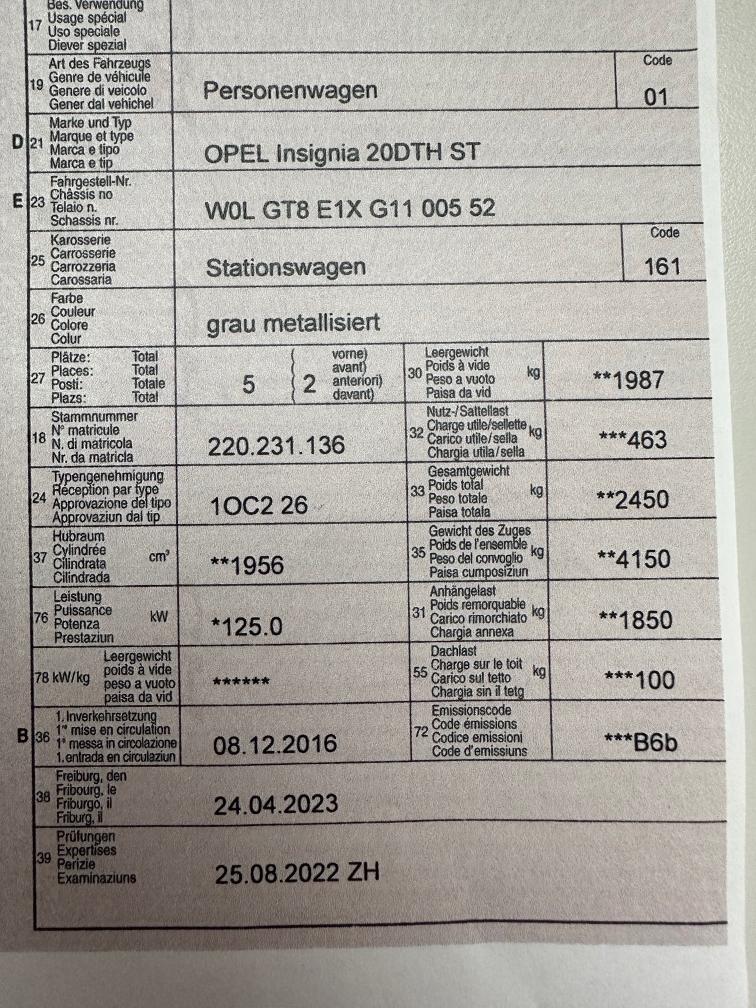 Bes. Verwendung
17 Usage spécial
Uso speciale
Diever spezial
Art des Fahrzeugs
19 Genre de véhicule
Genere di veicolo
Gener dal vehichel
Personenwagen
Code
01
Marke und Typ
D 21 Marque et type
Marca e tipo
Marca e tip
OPEL Insignia 20DTH ST
Fahrgestell-Nr.
E 23 Châssis no
Telaio n.
Schassis nr.
W0L GT8 E1X G11 005 52
Karosserie
25 Carrosserie
Carrozzeria
Carossaria
Stationswagen
Code
161
Farbe
26 Couleur
Colore
Colur
grau metallisiert
Plätze: Total
27 Places: Total
Posti: Totale
Plazs: Total
5
2
vorne)
avant)
anteriori)
davant)
Leergewicht
30 Poids à vide kg
Peso a vuoto
Paisa da vid
**1987
Stammnummer
18 N° matricule
N. di matricola
Nr. da matricla
220.231.136
Nutz-/Sattellast
32 Charge utile/sellette kg
Carico utile/sella
Chargia utila/sella
***463
Typengenehmigung
24 Réception par type
Approvazione del tipo
Approvaziun dal tip
1OC2 26
Gesamtgewicht
33 Poids total kg
Peso totale
Paisa totala
**2450
Hubraum
37 Cylindrée cm³
Cilindrata
Cilindrada
**1956
Gewicht des Zuges
35 Poids de l'ensemble kg
Peso del convoglio
Paisa cumposiziun
**4150
Leistung
76 Puissance kW
Potenza
Prestaziun
*125.0
Anhängelast
31 Poids remorquable kg
Carico rimorchiato
Chargia annexa
**1850
Leergewicht
78 kW/kg poids à vide
peso a vuoto
paisa da vid
******
Dachlast
55 Charge sur le toit kg
Carico sul tetto
Chargia sin il tetg
***100
1. Inverkehrsetzung
B 36 1re mise en circulation
1a messa in circolazione
1. entrada en circulaziun
08.12.2016
Emissionscode
72 Code émissions
Codice emissioni
Code d'emissiuns
***B6b
Freiburg, den
38 Fribourg, le
Friburgo, il
Friburg, il
24.04.2023
Prüfungen
39 Expertises
Perizie
Examinaziuns
25.08.2022 ZH